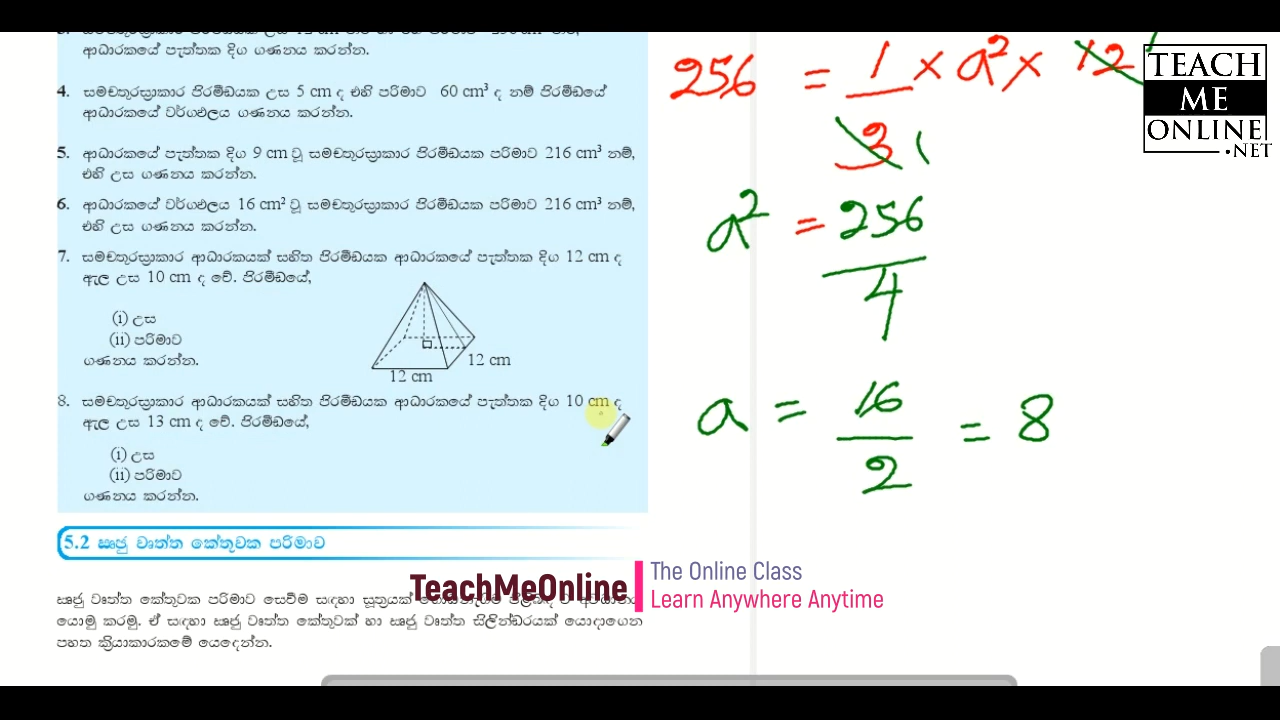 ආධාරකයේ පැත්තක දිග ගණනය කරන්න.
4. සමචතුරස්‍රාකාර පිරමීඩයක උස 5 cm ද එහි පරිමාව 60 cm³ ද නම් පිරමීඩයේ
ආධාරකයේ වර්ගඵලය ගණනය කරන්න.
5. ආධාරකයේ පැත්තක දිග 9 cm වූ සමචතුරස්‍රාකාර පිරමීඩයක පරිමාව 216 cm³ නම්,
එහි උස ගණනය කරන්න.
6. ආධාරකයේ වර්ගඵලය 16 cm² වූ සමචතුරස්‍රාකාර පිරමීඩයක පරිමාව 216 cm³ නම්,
එහි උස ගණනය කරන්න.
7. සමචතුරස්‍රාකාර ආධාරකයක් සහිත පිරමීඩයක ආධාරකයේ පැත්තක දිග 12 cm ද
ඇල උස 10 cm ද වේ. පිරමීඩයේ,
(i) උස
(ii) පරිමාව
ගණනය කරන්න.
12 cm
12 cm
8. සමචතුරස්‍රාකාර ආධාරකයක් සහිත පිරමීඩයක ආධාරකයේ පැත්තක දිග 10 cm ද
ඇල උස 13 cm ද වේ. පිරමීඩයේ,
(i) උස
(ii) පරිමාව
ගණනය කරන්න.
5.2 ඍජු වෘත්ත කේතුවක පරිමාව
ඍජු වෘත්ත කේතුවක පරිමාව සෙවීම සඳහා සූත්‍රයක්
යොමු කරමු. ඒ සඳහා ඍජු වෘත්ත කේතුවක් හා ඍජු වෘත්ත සිලින්ඩරයක් යොදාගෙන
පහත ක්‍රියාකාරකමේ යෙදෙන්න.
256 = 1 × a² × 12 1
3 1
a² = 256
4
a = 16 = 8
2
TEACH
ME
ONLINE
.NET
TeachMeOnline
The Online Class
Learn Anywhere Anytime